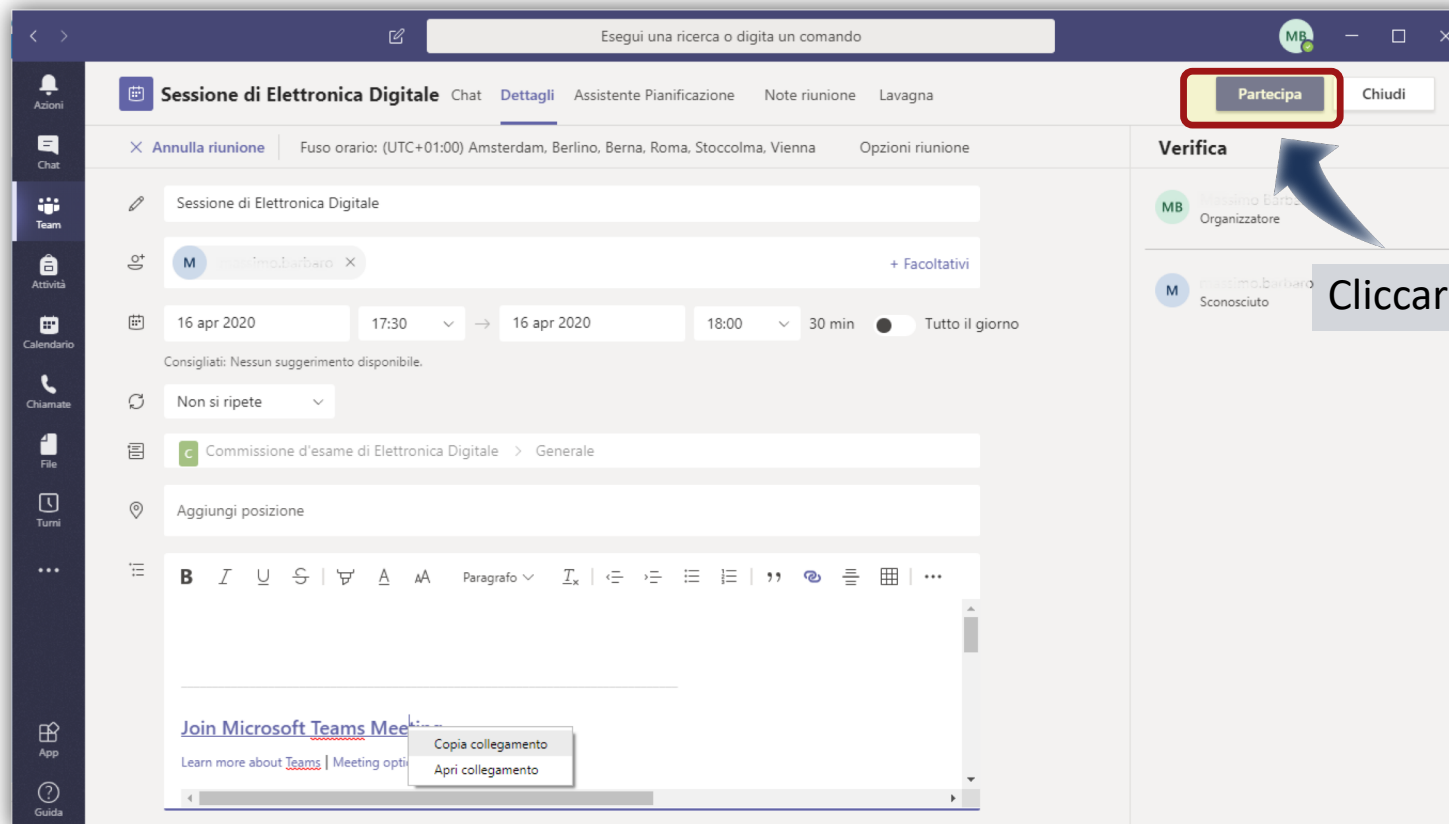 Esegui una ricerca o digita un comando
MB
Azioni
Chat
Team
Attività
Calendario
Chiamate
File
Turni
App
Guida
Sessione di Elettronica Digitale Chat Dettagli Assistente Pianificazione Note riunione Lavagna
Partecipa Chiudi
Annulla riunione Fuso orario: (UTC+01:00) Amsterdam, Berlino, Berna, Roma, Stoccolma, Vienna Opzioni riunione
Sessione di Elettronica Digitale
M
+ Facoltativi
16 apr 2020 17:30 → 16 apr 2020 18:00 30 min Tutto il giorno
Consigliati: Nessun suggerimento disponibile.
Non si ripete
C Commissione d'esame di Elettronica Digitale > Generale
Aggiungi posizione
B I U S A AA Paragrafo
Join Microsoft Teams
Learn more about Teams | Meeting
Copia collegamento
Apri collegamento
Verifica
MB
Organizzatore
M
Sconosciuto
Cliccar